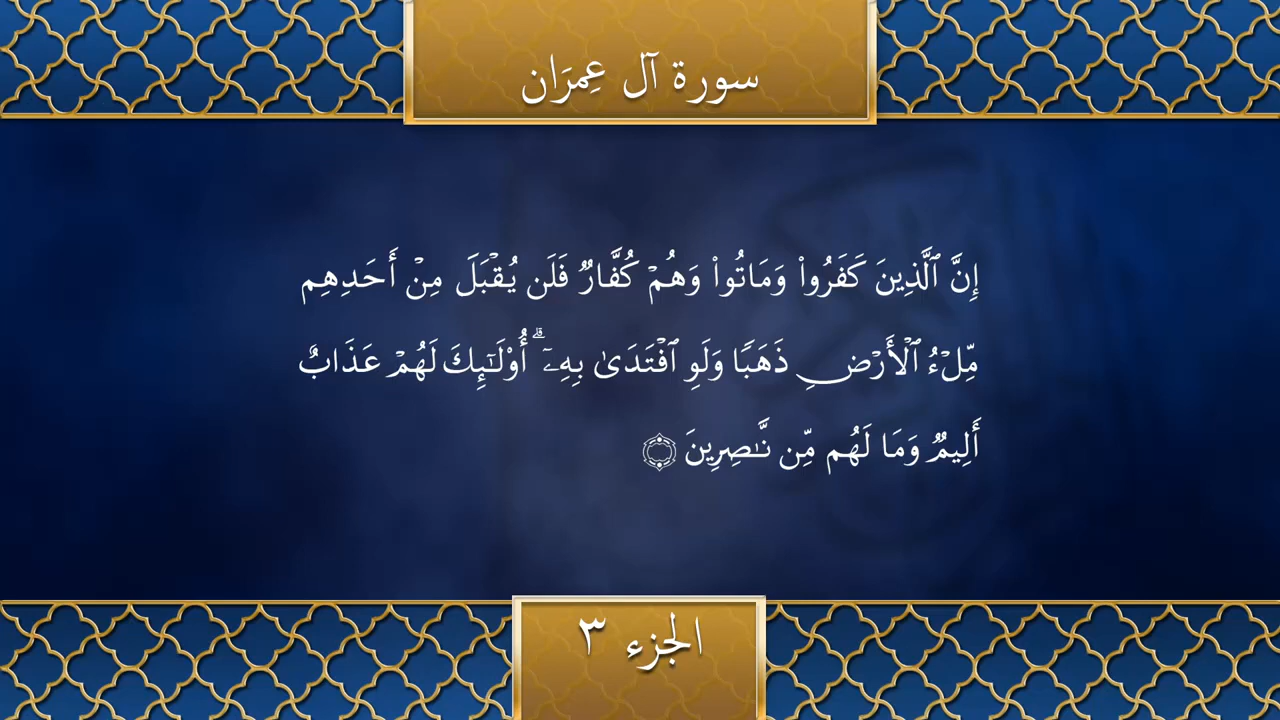 سورة آل عِمرَان
إِنَّ ٱلَّذِينَ كَفَرُوا۟ وَمَاتُوا۟ وَهُمْ كُفَّارٌ فَلَن يُقْبَلَ مِنْ أَحَدِهِم
مِّلْءُ ٱلْأَرْضِ ذَهَبًا وَلَوِ ٱفْتَدَىٰ بِهِۦٓ ۗ أُو۟لَـٰٓئِكَ لَهُمْ عَذَابٌ
أَلِيمٌ وَمَا لَهُم مِّن نَّـٰصِرِينَ ۝
الجزء ٣